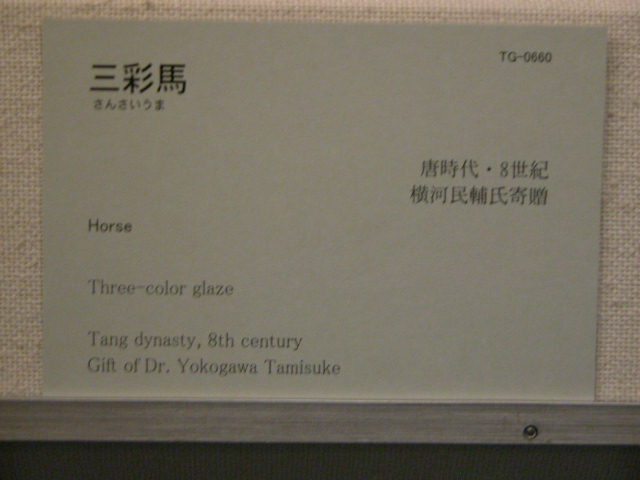 TG-0660
三彩馬
さんさいうま
唐時代・8世紀
横河民輔氏寄贈
Horse
Three-color glaze
Tang dynasty, 8th century
Gift of Dr. Yokogawa Tamisuke